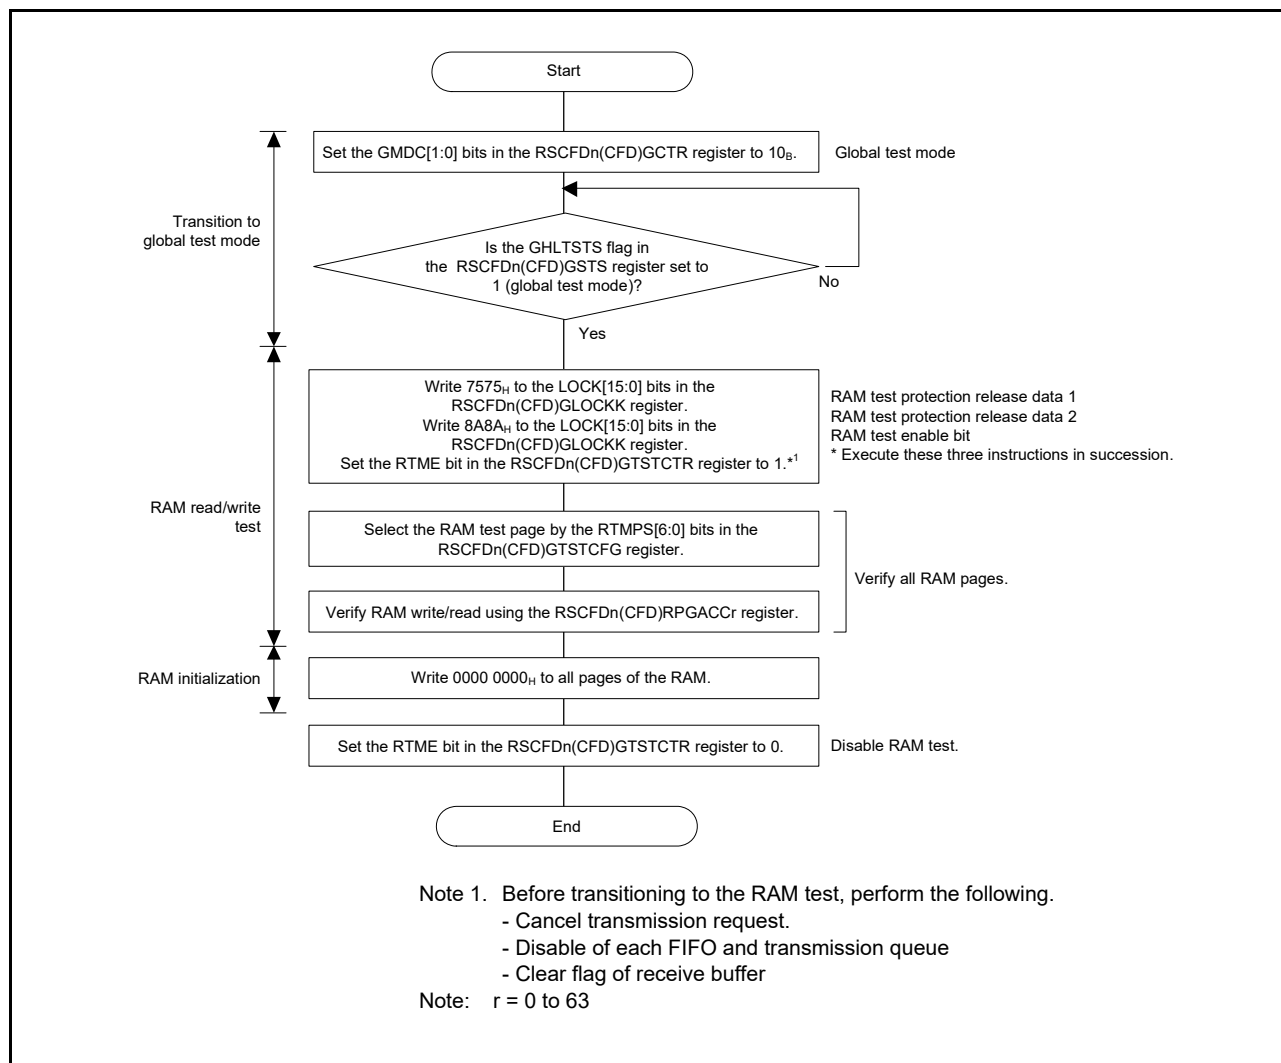 Start
Set the GMDC[1:0] bits in the RSCFDn(CFD)GCTR register to 10B.
Global test mode
Transition to
global test mode
Is the GHLTSTS flag in
the RSCFDn(CFD)GSTS register set to
1 (global test mode)?
No
Yes
Write 7575H to the LOCK[15:0] bits in the
RSCFDn(CFD)GLOCKK register.
Write 8A8AH to the LOCK[15:0] bits in the
RSCFDn(CFD)GLOCKK register.
Set the RTME bit in the RSCFDn(CFD)GTSTCTR register to 1.*1
RAM test protection release data 1
RAM test protection release data 2
RAM test enable bit
* Execute these three instructions in succession.
RAM read/write
test
Select the RAM test page by the RTMPS[6:0] bits in the
RSCFDn(CFD)GTSTCFG register.
Verify all RAM pages.
Verify RAM write/read using the RSCFDn(CFD)RPGACCr register.
RAM initialization
Write 0000 0000H to all pages of the RAM.
Set the RTME bit in the RSCFDn(CFD)GTSTCTR register to 0.
Disable RAM test.
End
Note 1. Before transitioning to the RAM test, perform the following.
- Cancel transmission request.
- Disable of each FIFO and transmission queue
- Clear flag of receive buffer
Note: r = 0 to 63